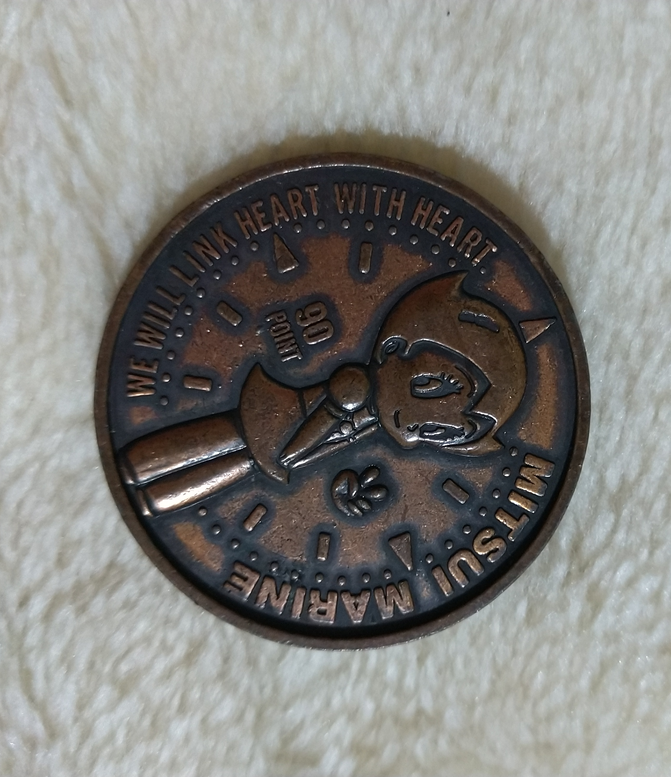 WE WILL LINK HEART WITH HEART
90
POINT
MITSUI MARINE